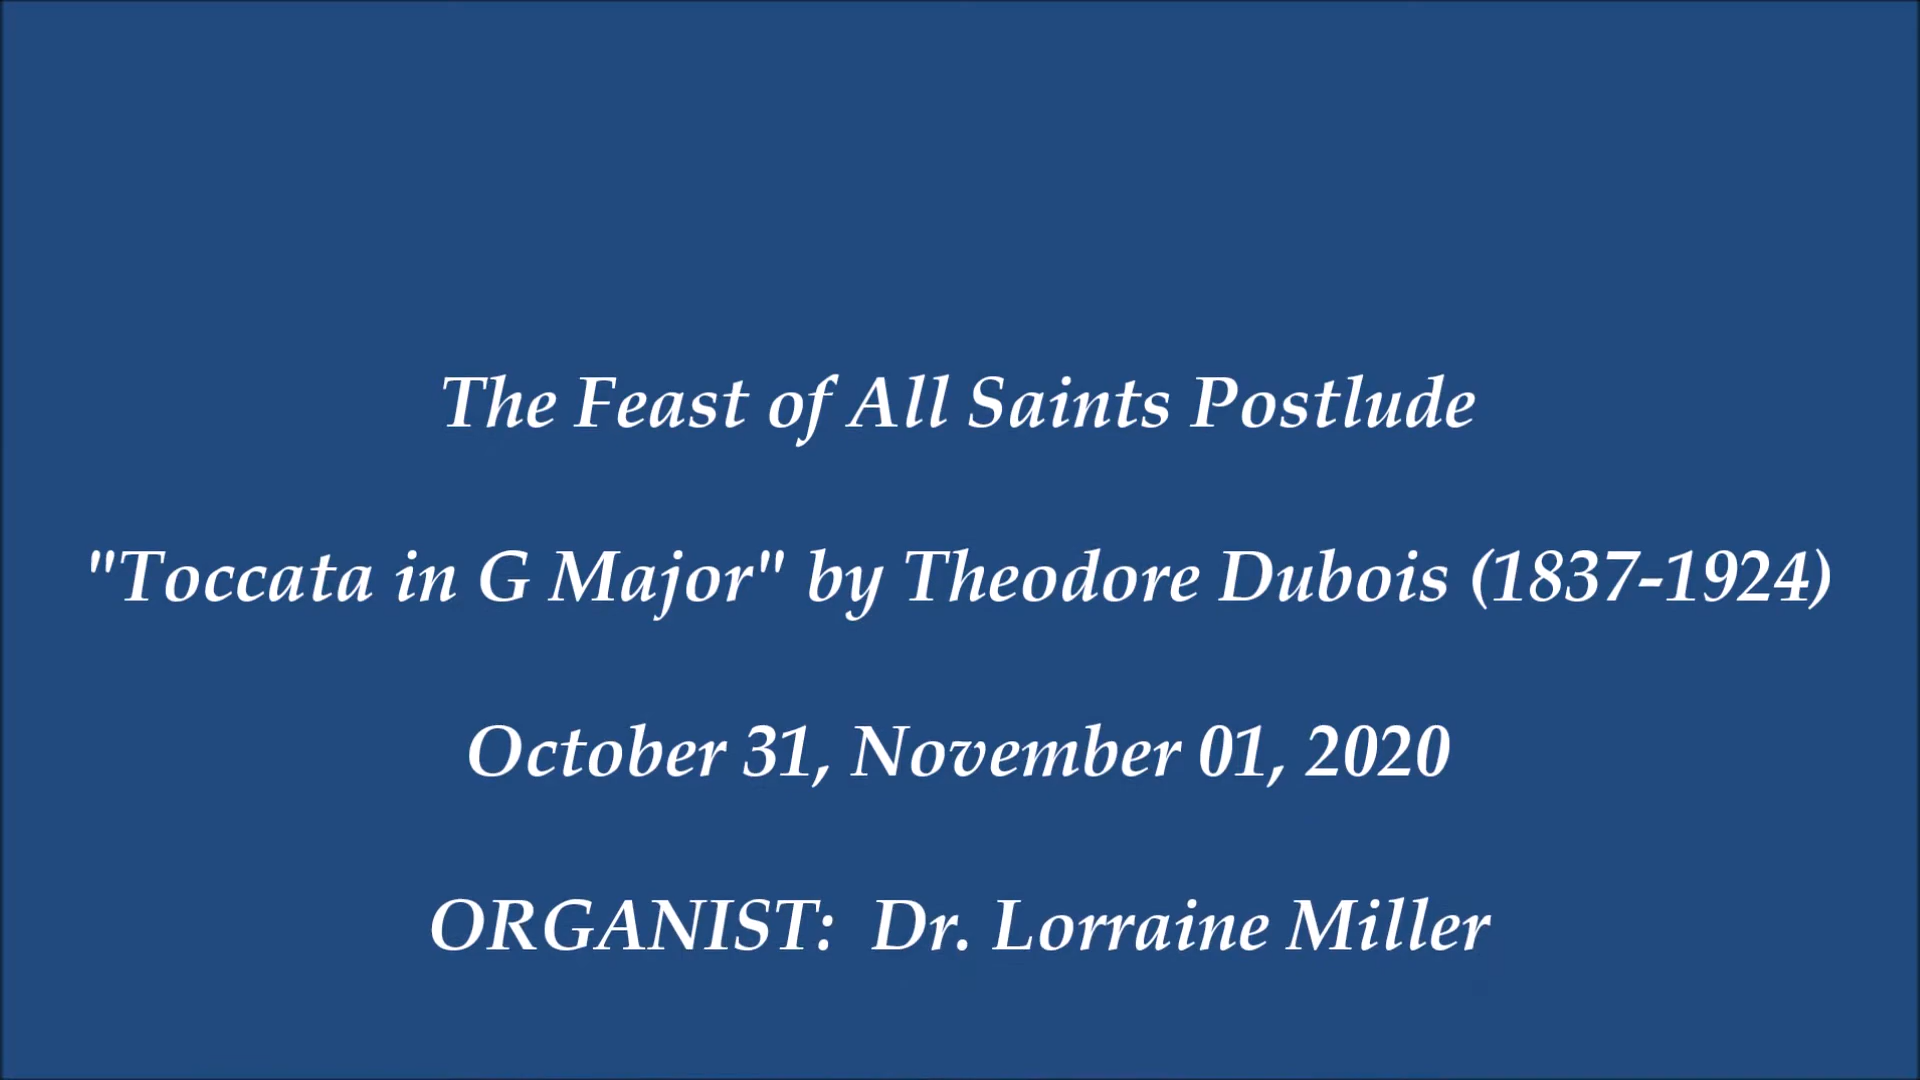 The Feast of All Saints Postlude
"Toccata in G Major" by Theodore Dubois (1837-1924)
October 31, November 01, 2020
ORGANIST:  Dr. Lorraine Miller